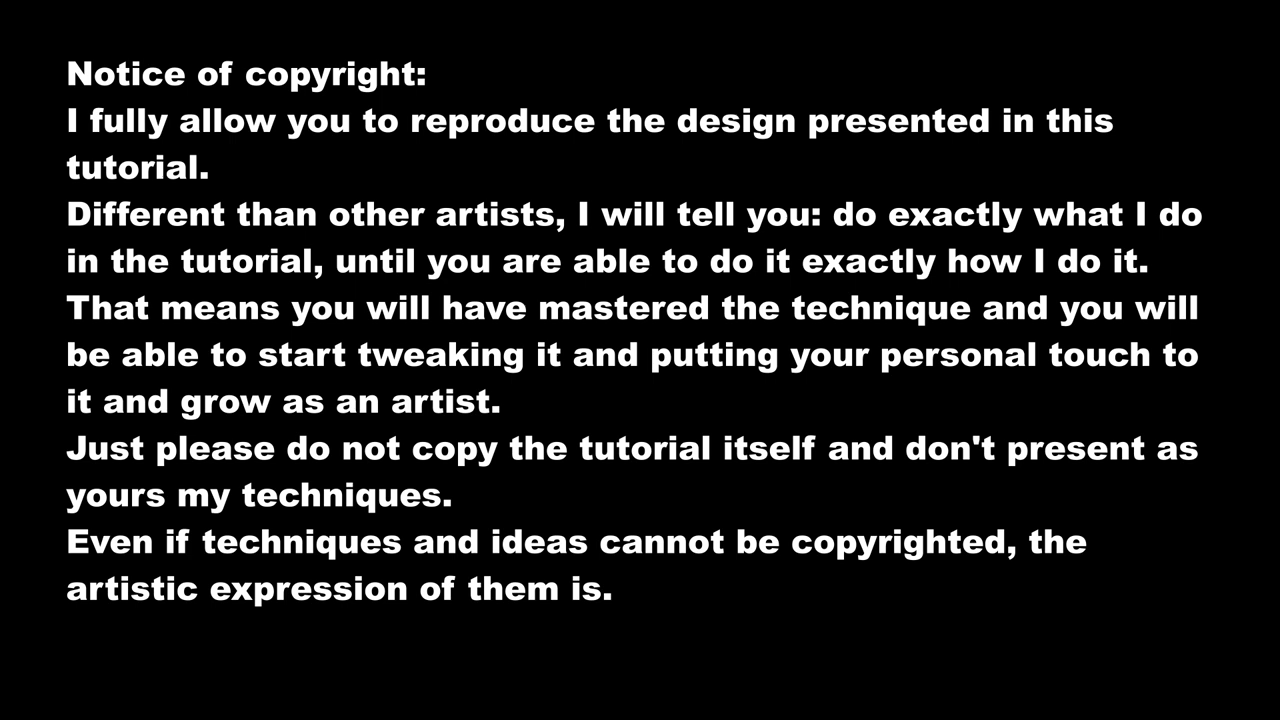 Notice of copyright:
I fully allow you to reproduce the design presented in this
tutorial.
Different than other artists, I will tell you: do exactly what I do
in the tutorial, until you are able to do it exactly how I do it.
That means you will have mastered the technique and you will
be able to start tweaking it and putting your personal touch to
it and grow as an artist.
Just please do not copy the tutorial itself and don't present as
yours my techniques.
Even if techniques and ideas cannot be copyrighted, the
artistic expression of them is.